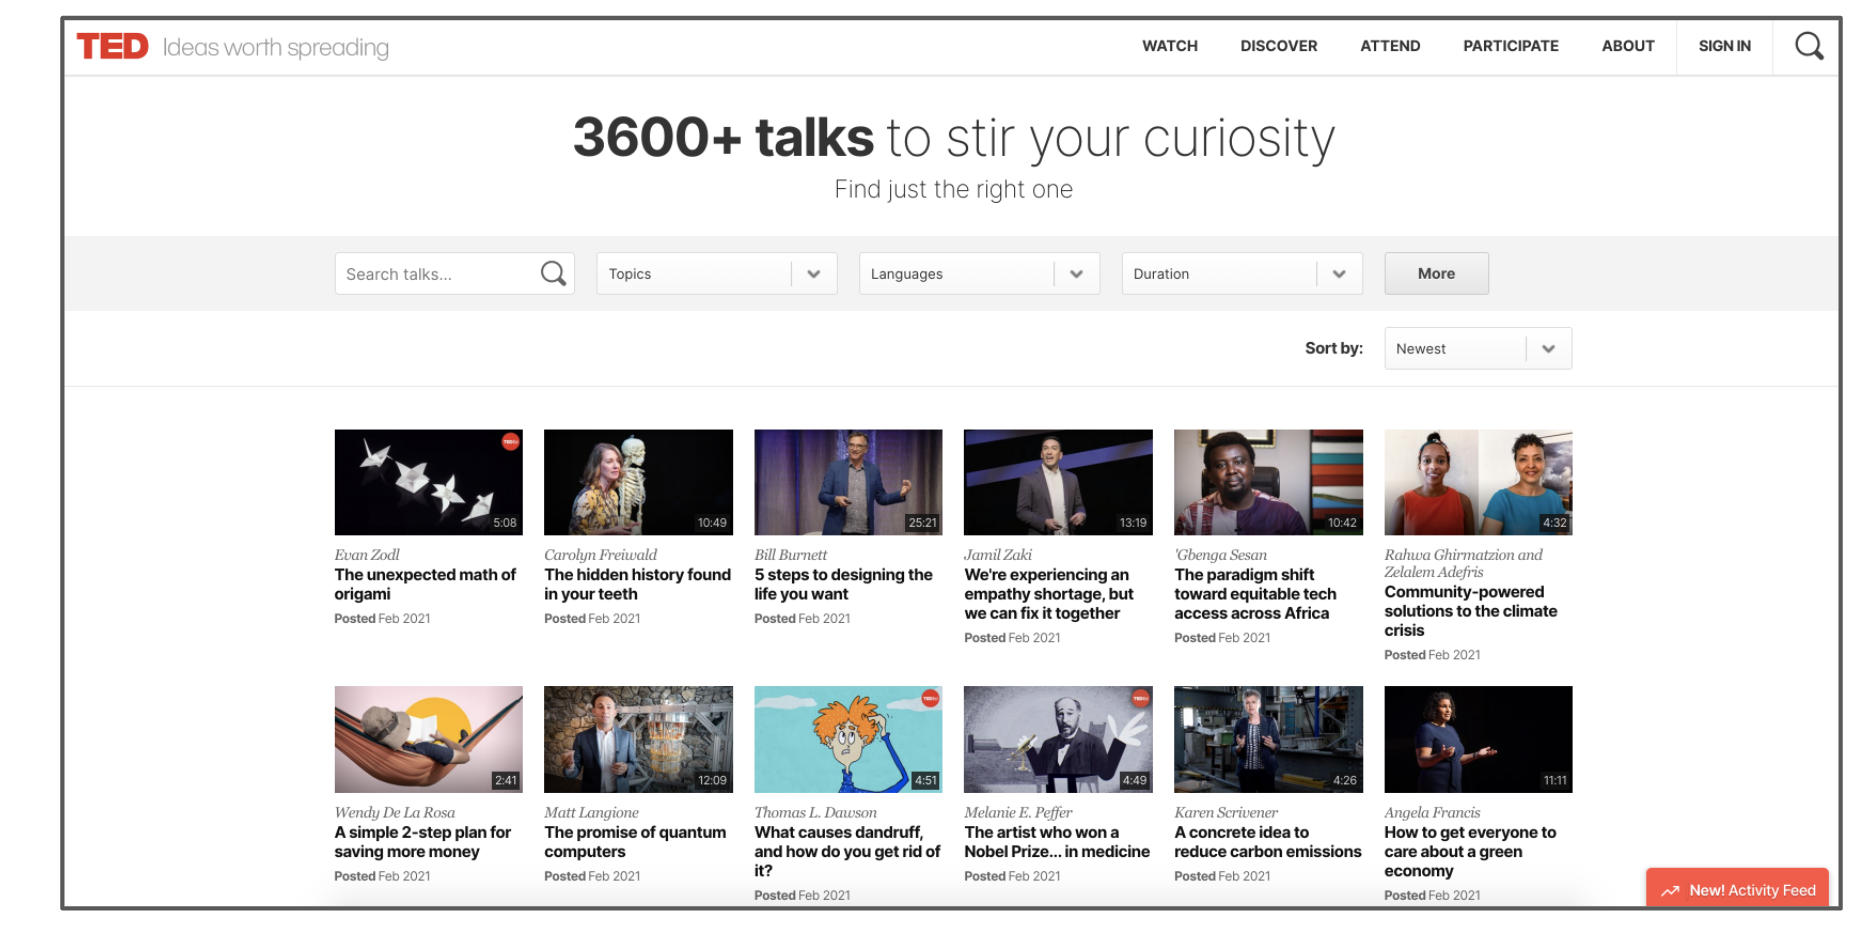 TED Ideas worth spreading
WATCH DISCOVER ATTEND PARTICIPATE ABOUT SIGN IN
3600+ talks to stir your curiosity
Find just the right one
Search talks...
Topics
Languages
Duration
More
Sort by:
Newest
5:08
Evan Zodl
The unexpected math of
origami
Posted Feb 2021
10:49
Carolyn Freiwald
The hidden history found
in your teeth
Posted Feb 2021
25:21
Bill Burnett
5 steps to designing the
life you want
Posted Feb 2021
13:19
Jamil Zaki
We're experiencing an
empathy shortage, but
we can fix it together
Posted Feb 2021
10:42
'Gbenga Sesan
The paradigm shift
toward equitable tech
access across Africa
Posted Feb 2021
4:32
Rahwa Ghirmatzion and
Zelalem Adefris
Community-powered
solutions to the climate
crisis
Posted Feb 2021
2:41
Wendy De La Rosa
A simple 2-step plan for
saving more money
Posted Feb 2021
12:09
Matt Langione
The promise of quantum
computers
Posted Feb 2021
4:51
Thomas L. Dawson
What causes dandruff,
and how do you get rid of
it?
Posted Feb 2021
4:49
Melanie E. Peffer
The artist who won a
Nobel Prize... in medicine
Posted Feb 2021
4:26
Karen Scrivener
A concrete idea to
reduce carbon emissions
Posted Feb 2021
11:11
Angela Francis
How to get everyone to
care about a green
economy
Posted Feb 2021
New! Activity Feed